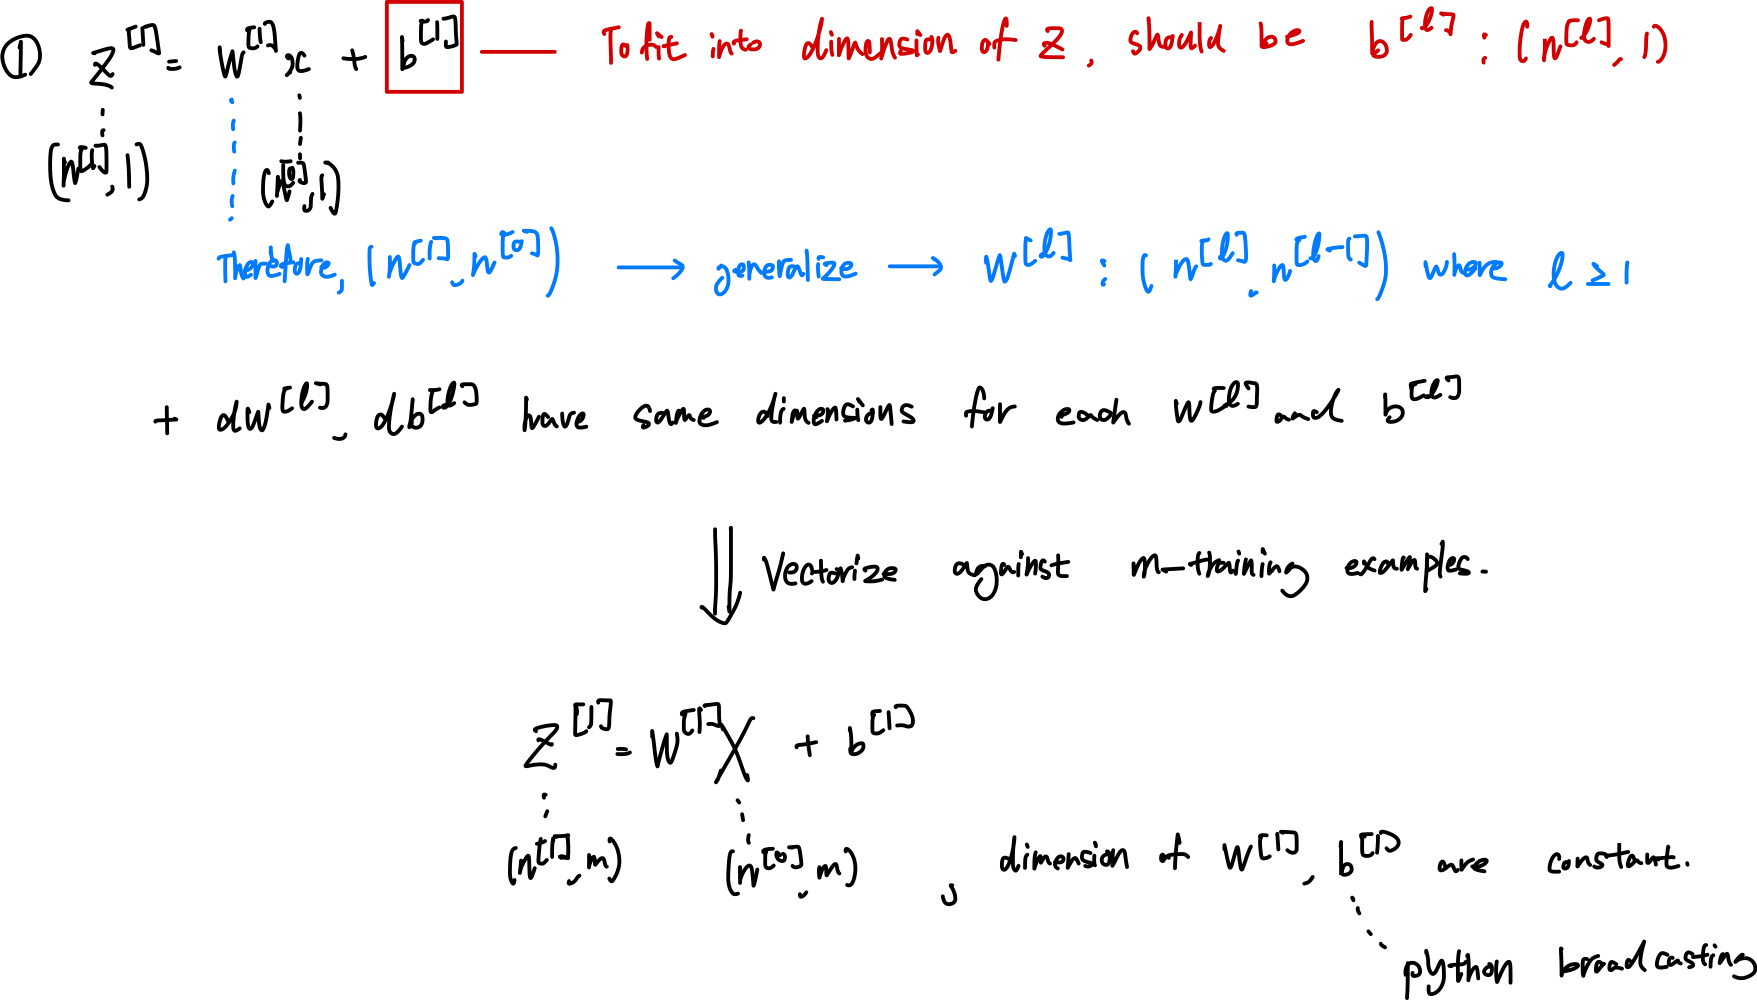 ① z^[1] = W^[1]x + b^[1] — To fit into dimension of z, should be b^[l] : (n^[l], 1)
(n^[1], 1) (n^[0], 1)
Therefore, (n^[1], n^[0]) → generalize → W^[l] : (n^[l], n^[l-1]) where l ≥ 1
+ dW^[l], db^[l] have same dimensions for each W^[l] and b^[l]
⇓ Vectorize against m-training examples.
Z^[1] = W^[1]X + b^[1]
(n^[1], m) (n^[0], m) , dimension of W^[1], b^[1] are constant.
python broadcasting